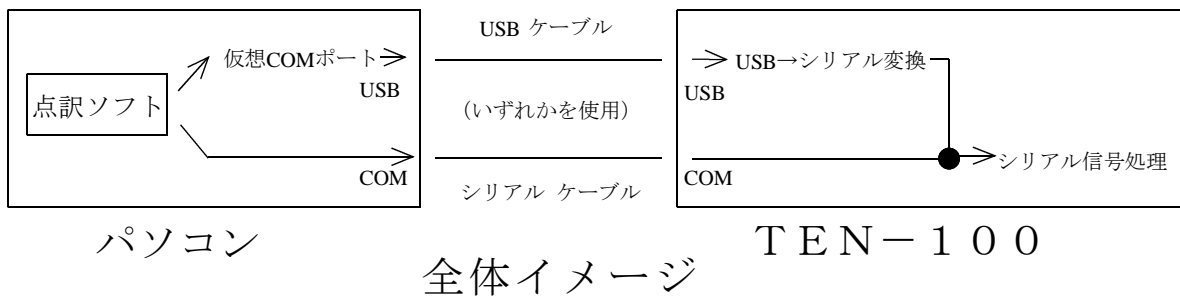 USB ケーブル
仮想COMポート
USB→シリアル変換
USB
USB
点訳ソフト
(いずれかを使用)
シリアル信号処理
COM
COM
シリアル ケーブル
パソコン
ＴＥＮ－１００
全体イメージ